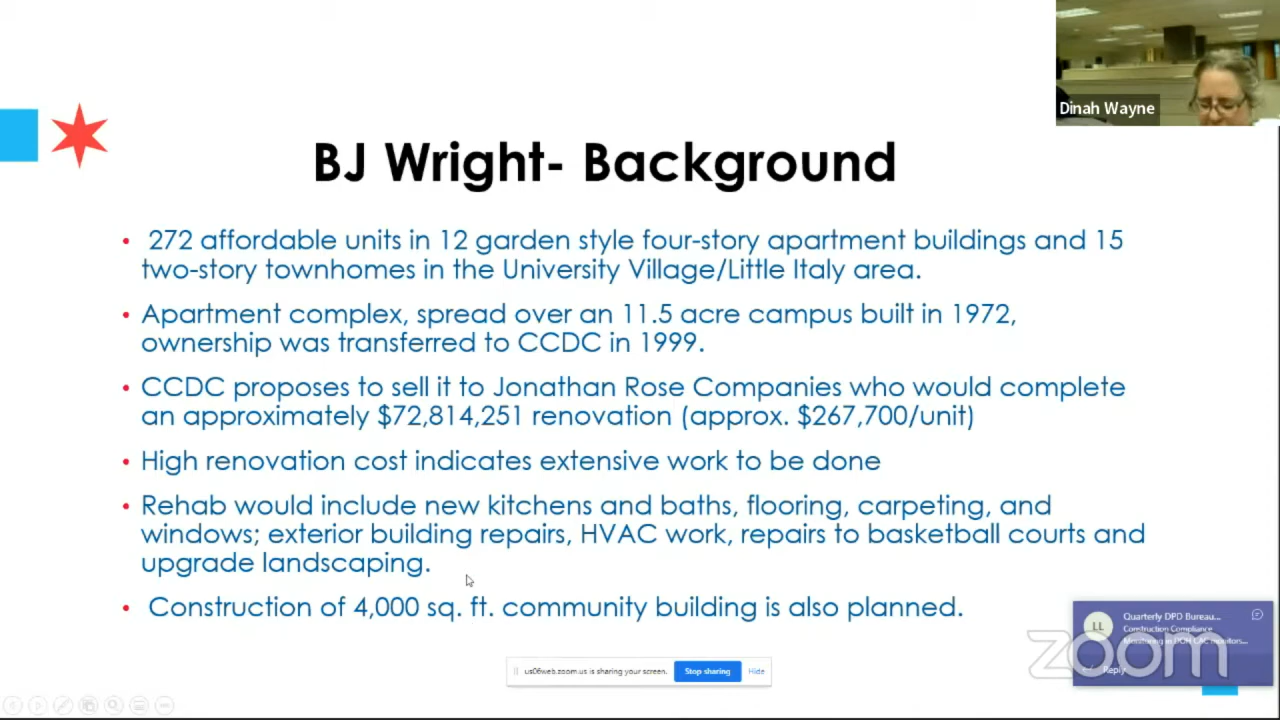 Dinah Wayne
BJ Wright- Background
• 272 affordable units in 12 garden style four-story apartment buildings and 15
two-story townhomes in the University Village/Little Italy area.
• Apartment complex, spread over an 11.5 acre campus built in 1972,
ownership was transferred to CCDC in 1999.
• CCDC proposes to sell it to Jonathan Rose Companies who would complete
an approximately $72,814,251 renovation (approx. $267,700/unit)
• High renovation cost indicates extensive work to be done
• Rehab would include new kitchens and baths, flooring, carpeting, and
windows; exterior building repairs, HVAC work, repairs to basketball courts and
upgrade landscaping.
• Construction of 4,000 sq. ft. community building is also planned.
LL
Quarterly DPD Bureau...
Construction Compliance
Monitoring in DOH CAC monitors...
Reply
zoom
us06web.zoom.us is sharing your screen.
Stop sharing
Hide